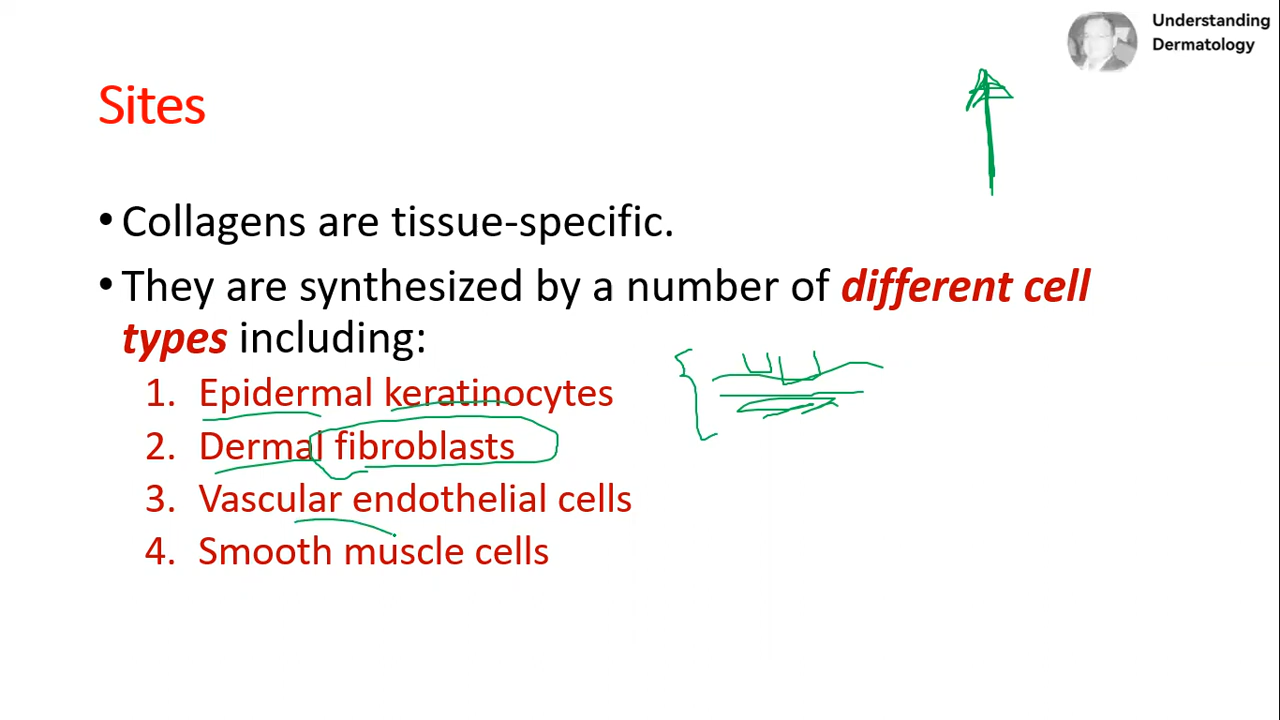 Understanding
Dermatology
Sites
• Collagens are tissue-specific.
• They are synthesized by a number of different cell
types including:
1. Epidermal keratinocytes
2. Dermal fibroblasts
3. Vascular endothelial cells
4. Smooth muscle cells